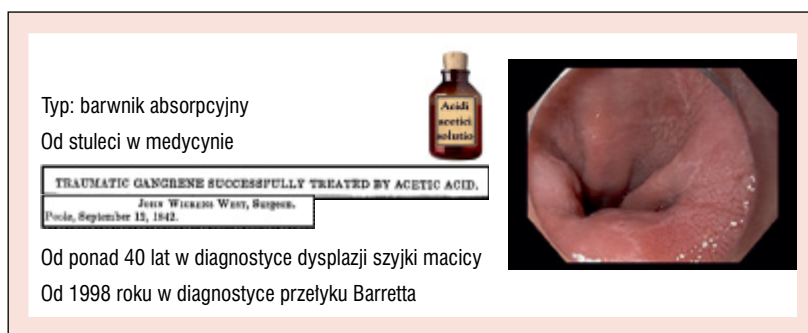 Typ: barwnik absorpcyjny
Od stuleci w medycynie
Acidi
acetici
solutio
TRAUMATIC GANGRENE SUCCESSFULLY TREATED BY ACETIC ACID.
John Wickens West, Surgeon.
Poole, September 12, 1842.
Od ponad 40 lat w diagnostyce dysplazji szyjki macicy
Od 1998 roku w diagnostyce przełyku Barretta